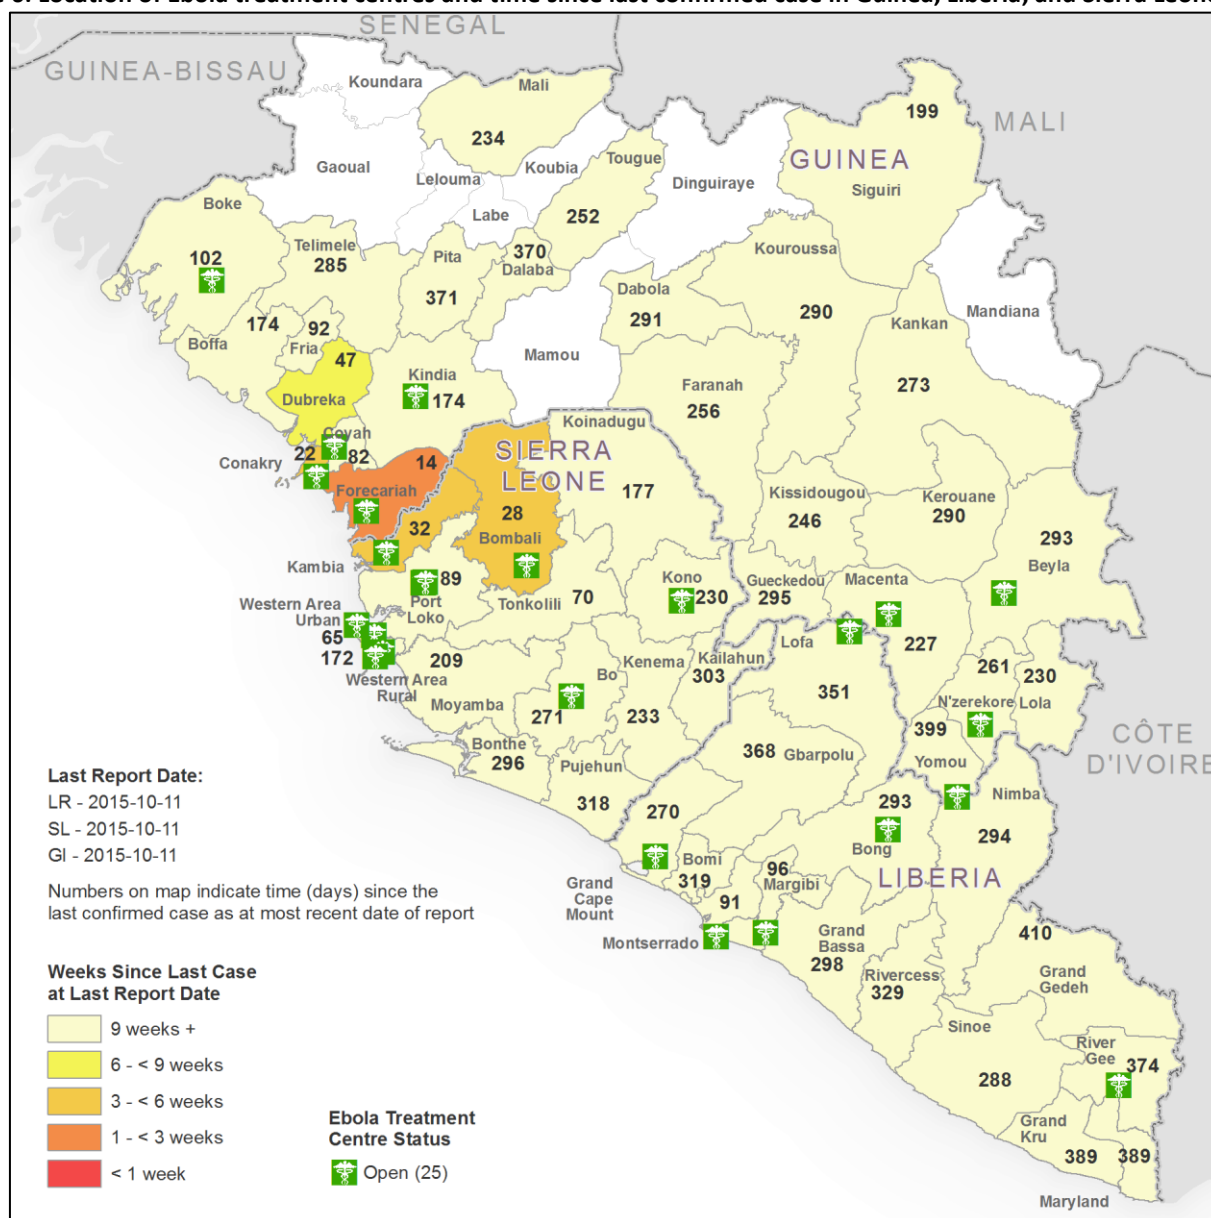 SENEGAL
GUINEA-BISSAU
Koundara
Mali
234
199
MALI
GUINEA
Siguiri
Gaoual
Lelouma
Koubia
Tougue
252
Dinguiraye
Labe
Boke
102
Telimele
285
Pita
371
370
Dalaba
Kouroussa
290
Dabola
291
Mandiana
Kankan
273
174
Boffa
92
Fria
47
Dubreka
Mamou
Kindia
174
Faranah
256
Koinadugu
177
SIERRA
LEONE
Coyah
82
22
Conakry
14
Forecariah
32
Kambia
28
Bombali
Kissidougou
246
Kerouane
290
293
Beyla
89
Port
Loko
Tonkolili
70
Kono
230
Gueckedou
295
Macenta
227
Western Area
Urban
65
172
Western Area
Rural
209
Moyamba
Bo
271
Kenema
233
Kailahun
303
Lofa
351
261
N'zerekore
230
Lola
399
Yomou
CÔTE
D'IVOIRE
Bonthe
296
Pujehun
318
368
Gbarpolu
270
Grand
Cape
Mount
Bomi
319
293
Bong
Nimba
294
LIBERIA
96
Margibi
91
Montserrado
Grand
Bassa
298
Rivercess
329
410
Grand
Gedeh
Sinoe
288
River
Gee
374
Grand
Kru
389
389
Maryland
Last Report Date:
LR - 2015-10-11
SL - 2015-10-11
GI - 2015-10-11
Numbers on map indicate time (days) since the
last confirmed case as at most recent date of report
Weeks Since Last Case
at Last Report Date
9 weeks +
6 - < 9 weeks
3 - < 6 weeks
1 - < 3 weeks
< 1 week
Ebola Treatment
Centre Status
Open (25)